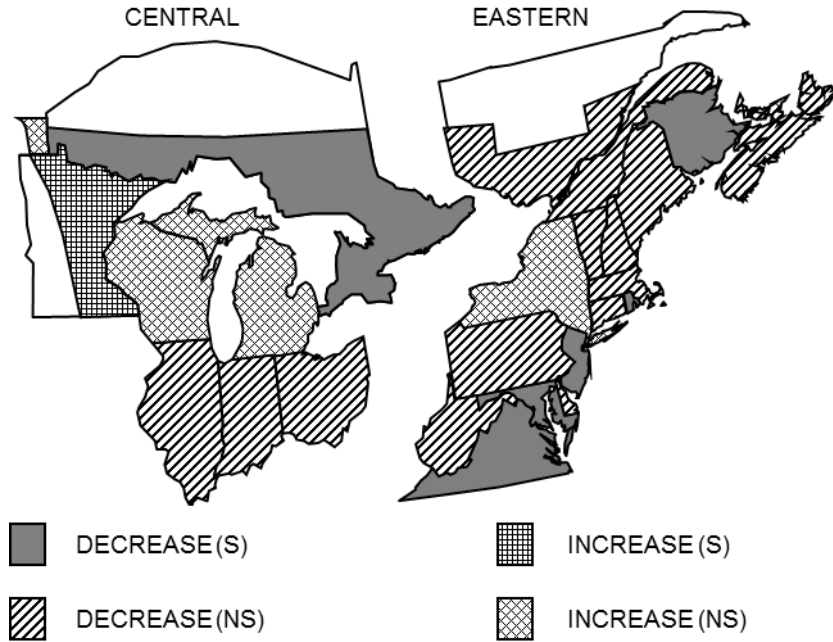 CENTRAL EASTERN
DECREASE (S) INCREASE (S)
DECREASE (NS) INCREASE (NS)